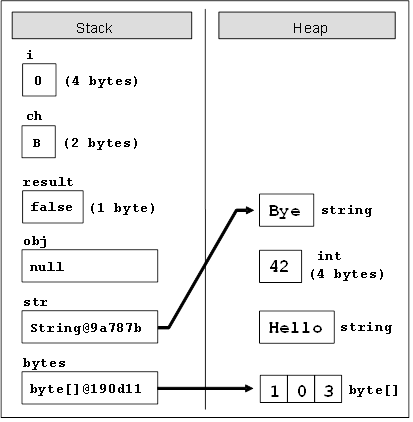 Stack
Heap
i
0 (4 bytes)
ch
B (2 bytes)
result
false (1 byte)
obj
null
str
String@9a787b
bytes
byte[]@190d11
Bye string
42 int
(4 bytes)
Hello string
1 0 3 byte[]